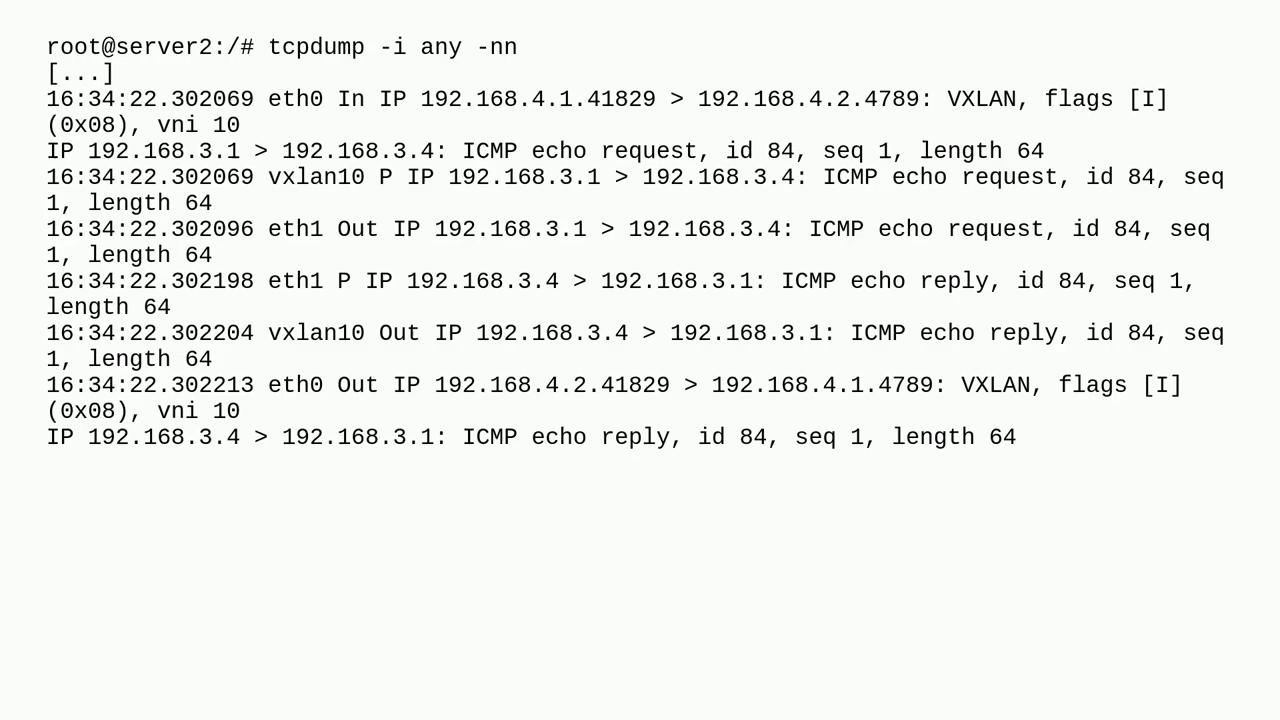 root@server2:/# tcpdump -i any -nn
[...]
16:34:22.302069 eth0 In IP 192.168.4.1.41829 > 192.168.4.2.4789: VXLAN, flags [I]
(0x08), vni 10
IP 192.168.3.1 > 192.168.3.4: ICMP echo request, id 84, seq 1, length 64
16:34:22.302069 vxlan10 P IP 192.168.3.1 > 192.168.3.4: ICMP echo request, id 84, seq
1, length 64
16:34:22.302096 eth1 Out IP 192.168.3.1 > 192.168.3.4: ICMP echo request, id 84, seq
1, length 64
16:34:22.302198 eth1 P IP 192.168.3.4 > 192.168.3.1: ICMP echo reply, id 84, seq 1,
length 64
16:34:22.302204 vxlan10 Out IP 192.168.3.4 > 192.168.3.1: ICMP echo reply, id 84, seq
1, length 64
16:34:22.302213 eth0 Out IP 192.168.4.2.41829 > 192.168.4.1.4789: VXLAN, flags [I]
(0x08), vni 10
IP 192.168.3.4 > 192.168.3.1: ICMP echo reply, id 84, seq 1, length 64